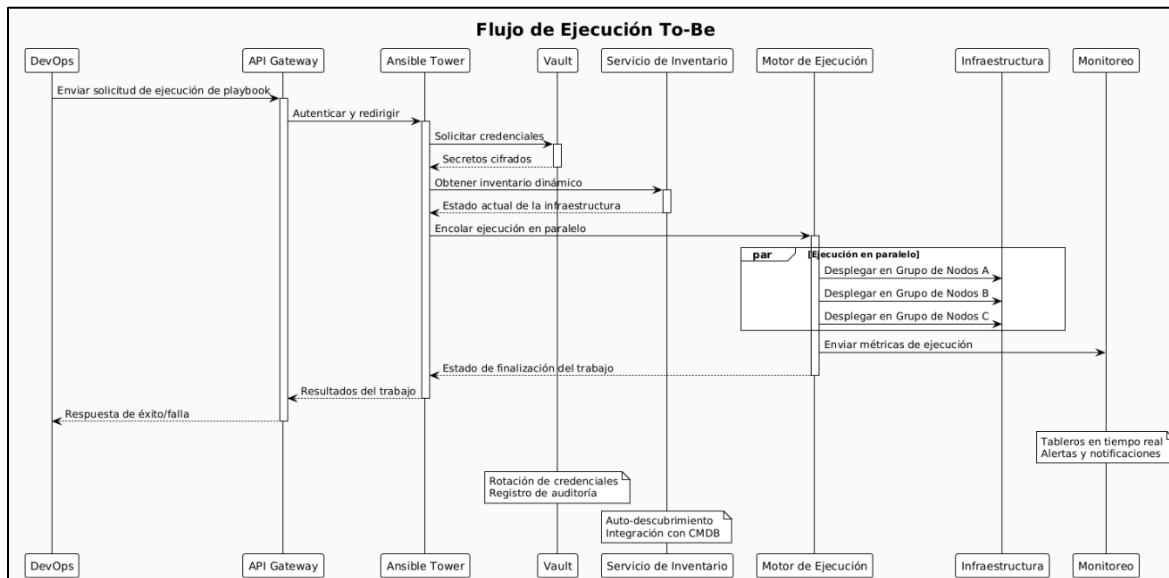 Flujo de Ejecución To-Be
DevOps
API Gateway
Ansible Tower
Vault
Servicio de Inventario
Motor de Ejecución
Infraestructura
Monitoreo
Enviar solicitud de ejecución de playbook
Autenticar y redirigir
Solicitar credenciales
Secretos cifrados
Obtener inventario dinámico
Estado actual de la infraestructura
Encolar ejecución en paralelo
par [Ejecución en paralelo]
Desplegar en Grupo de Nodos A
Desplegar en Grupo de Nodos B
Desplegar en Grupo de Nodos C
Enviar métricas de ejecución
Estado de finalización del trabajo
Resultados del trabajo
Respuesta de éxito/falla
Tableros en tiempo real
Alertas y notificaciones
Rotación de credenciales
Registro de auditoría
Auto-descubrimiento
Integración con CMDB
DevOps
API Gateway
Ansible Tower
Vault
Servicio de Inventario
Motor de Ejecución
Infraestructura
Monitoreo